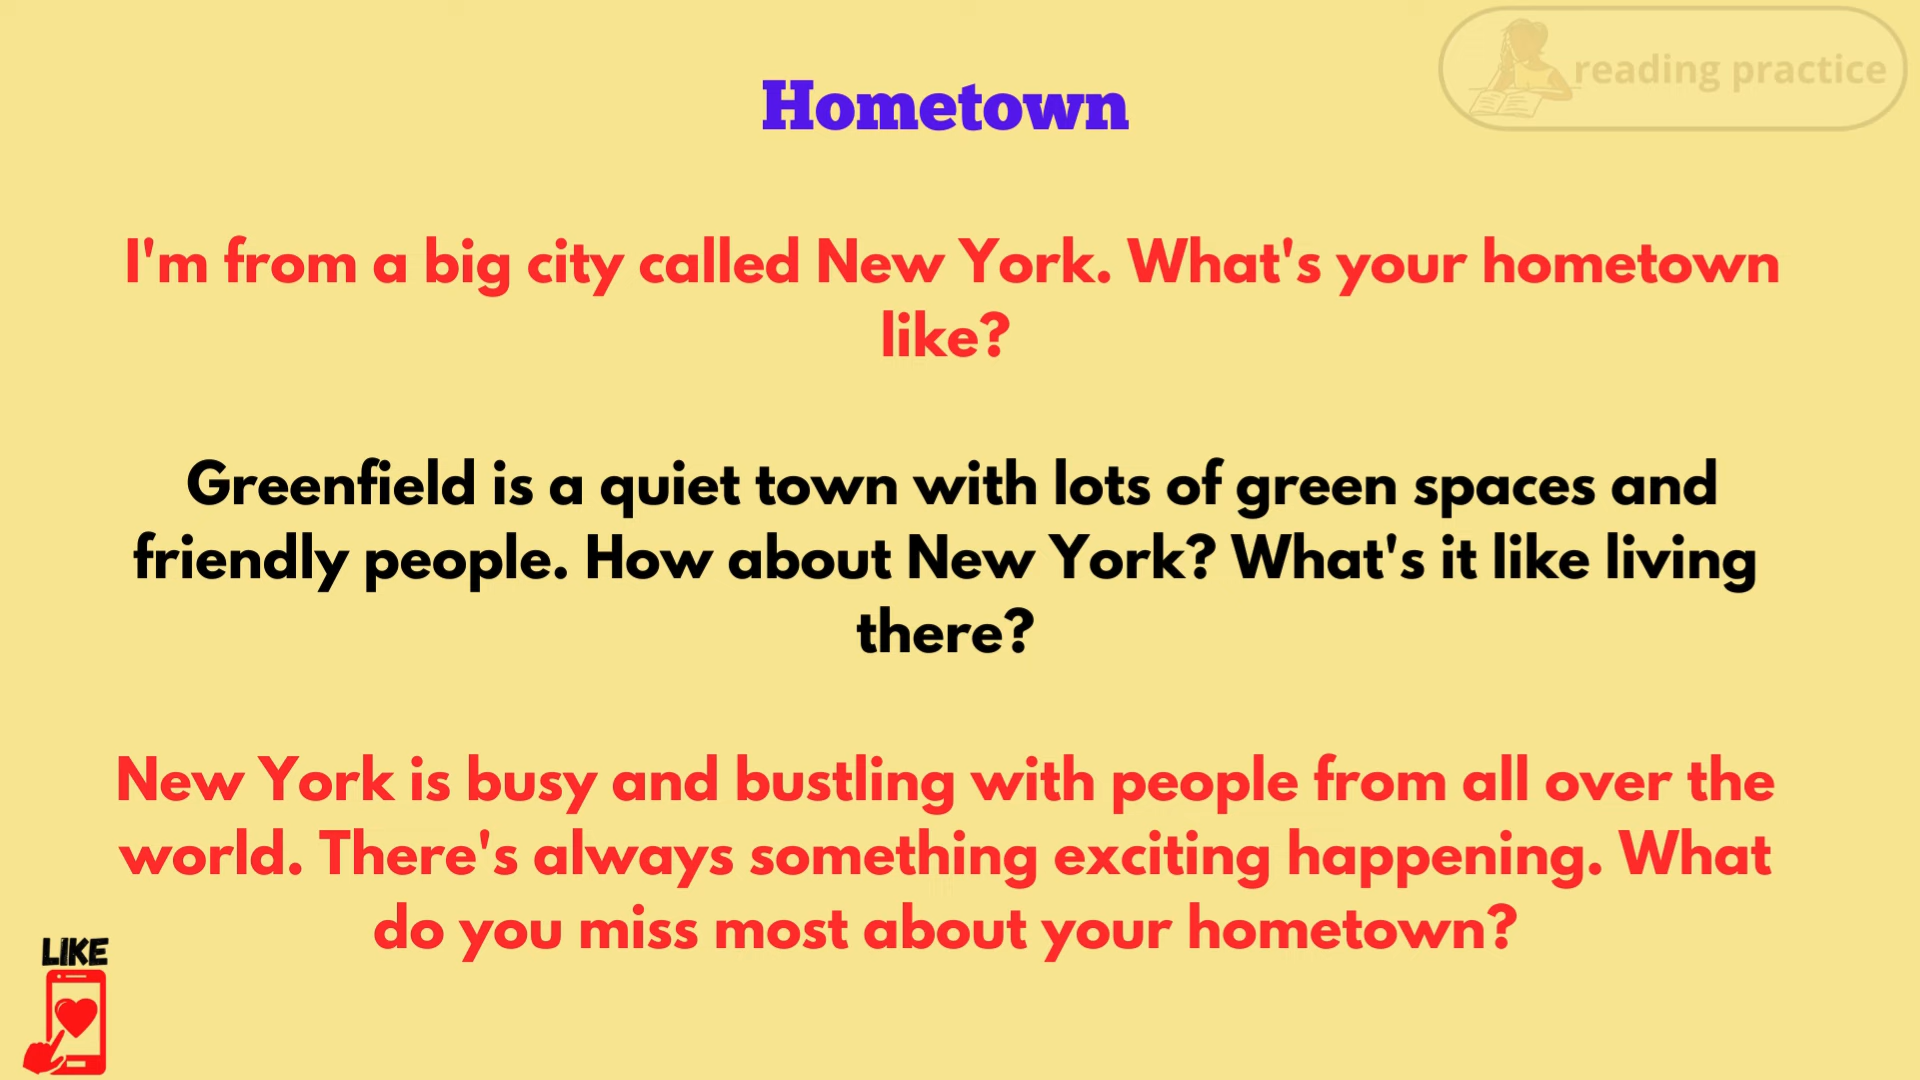 reading practice
Hometown
I'm from a big city called New York. What's your hometown
like?
Greenfield is a quiet town with lots of green spaces and
friendly people. How about New York? What's it like living
there?
New York is busy and bustling with people from all over the
world. There's always something exciting happening. What
do you miss most about your hometown?
LIKE